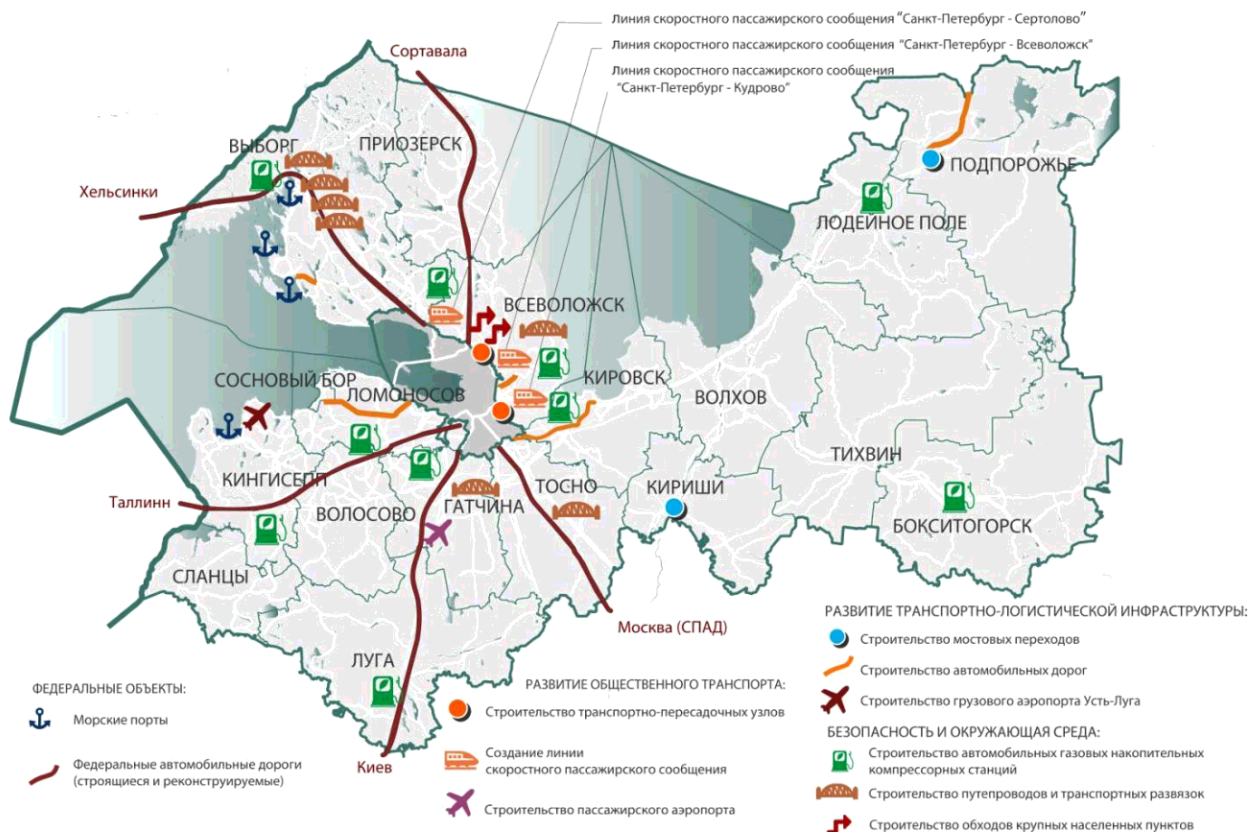 Линия скоростного пассажирского сообщения "Санкт-Петербург - Сертолово"
Линия скоростного пассажирского сообщения "Санкт-Петербург - Всеволожск"
Линия скоростного пассажирского сообщения
"Санкт-Петербург - Кудрово"
Сортавала
ВЫБОРГ
ПРИОЗЕРСК
Хельсинки
ПОДПОРОЖЬЕ
ЛОДЕЙНОЕ ПОЛЕ
ВСЕВОЛОЖСК
СОСНОВЫЙ БОР
ЛОМОНОСОВ
КИРОВСК
ВОЛХОВ
ТИХВИН
КИНГИСЕПП
Таллинн
ВОЛОСОВО
ГАТЧИНА
ТОСНО
КИРИШИ
БОКСИТОГОРСК
СЛАНЦЫ
Москва (СПАД)
ЛУГА
Киев
ФЕДЕРАЛЬНЫЕ ОБЪЕКТЫ:
Морские порты
Федеральные автомобильные дороги
(строящиеся и реконструируемые)
РАЗВИТИЕ ОБЩЕСТВЕННОГО ТРАНСПОРТА:
Строительство транспортно-пересадочных узлов
Создание линии
скоростного пассажирского сообщения
Строительство пассажирского аэропорта
РАЗВИТИЕ ТРАНСПОРТНО-ЛОГИСТИЧЕСКОЙ ИНФРАСТРУКТУРЫ:
Строительство мостовых переходов
Строительство автомобильных дорог
Строительство грузового аэропорта Усть-Луга
БЕЗОПАСНОСТЬ И ОКРУЖАЮЩАЯ СРЕДА:
Строительство автомобильных газовых накопительных
компрессорных станций
Строительство путепроводов и транспортных развязок
Строительство обходов крупных населенных пунктов